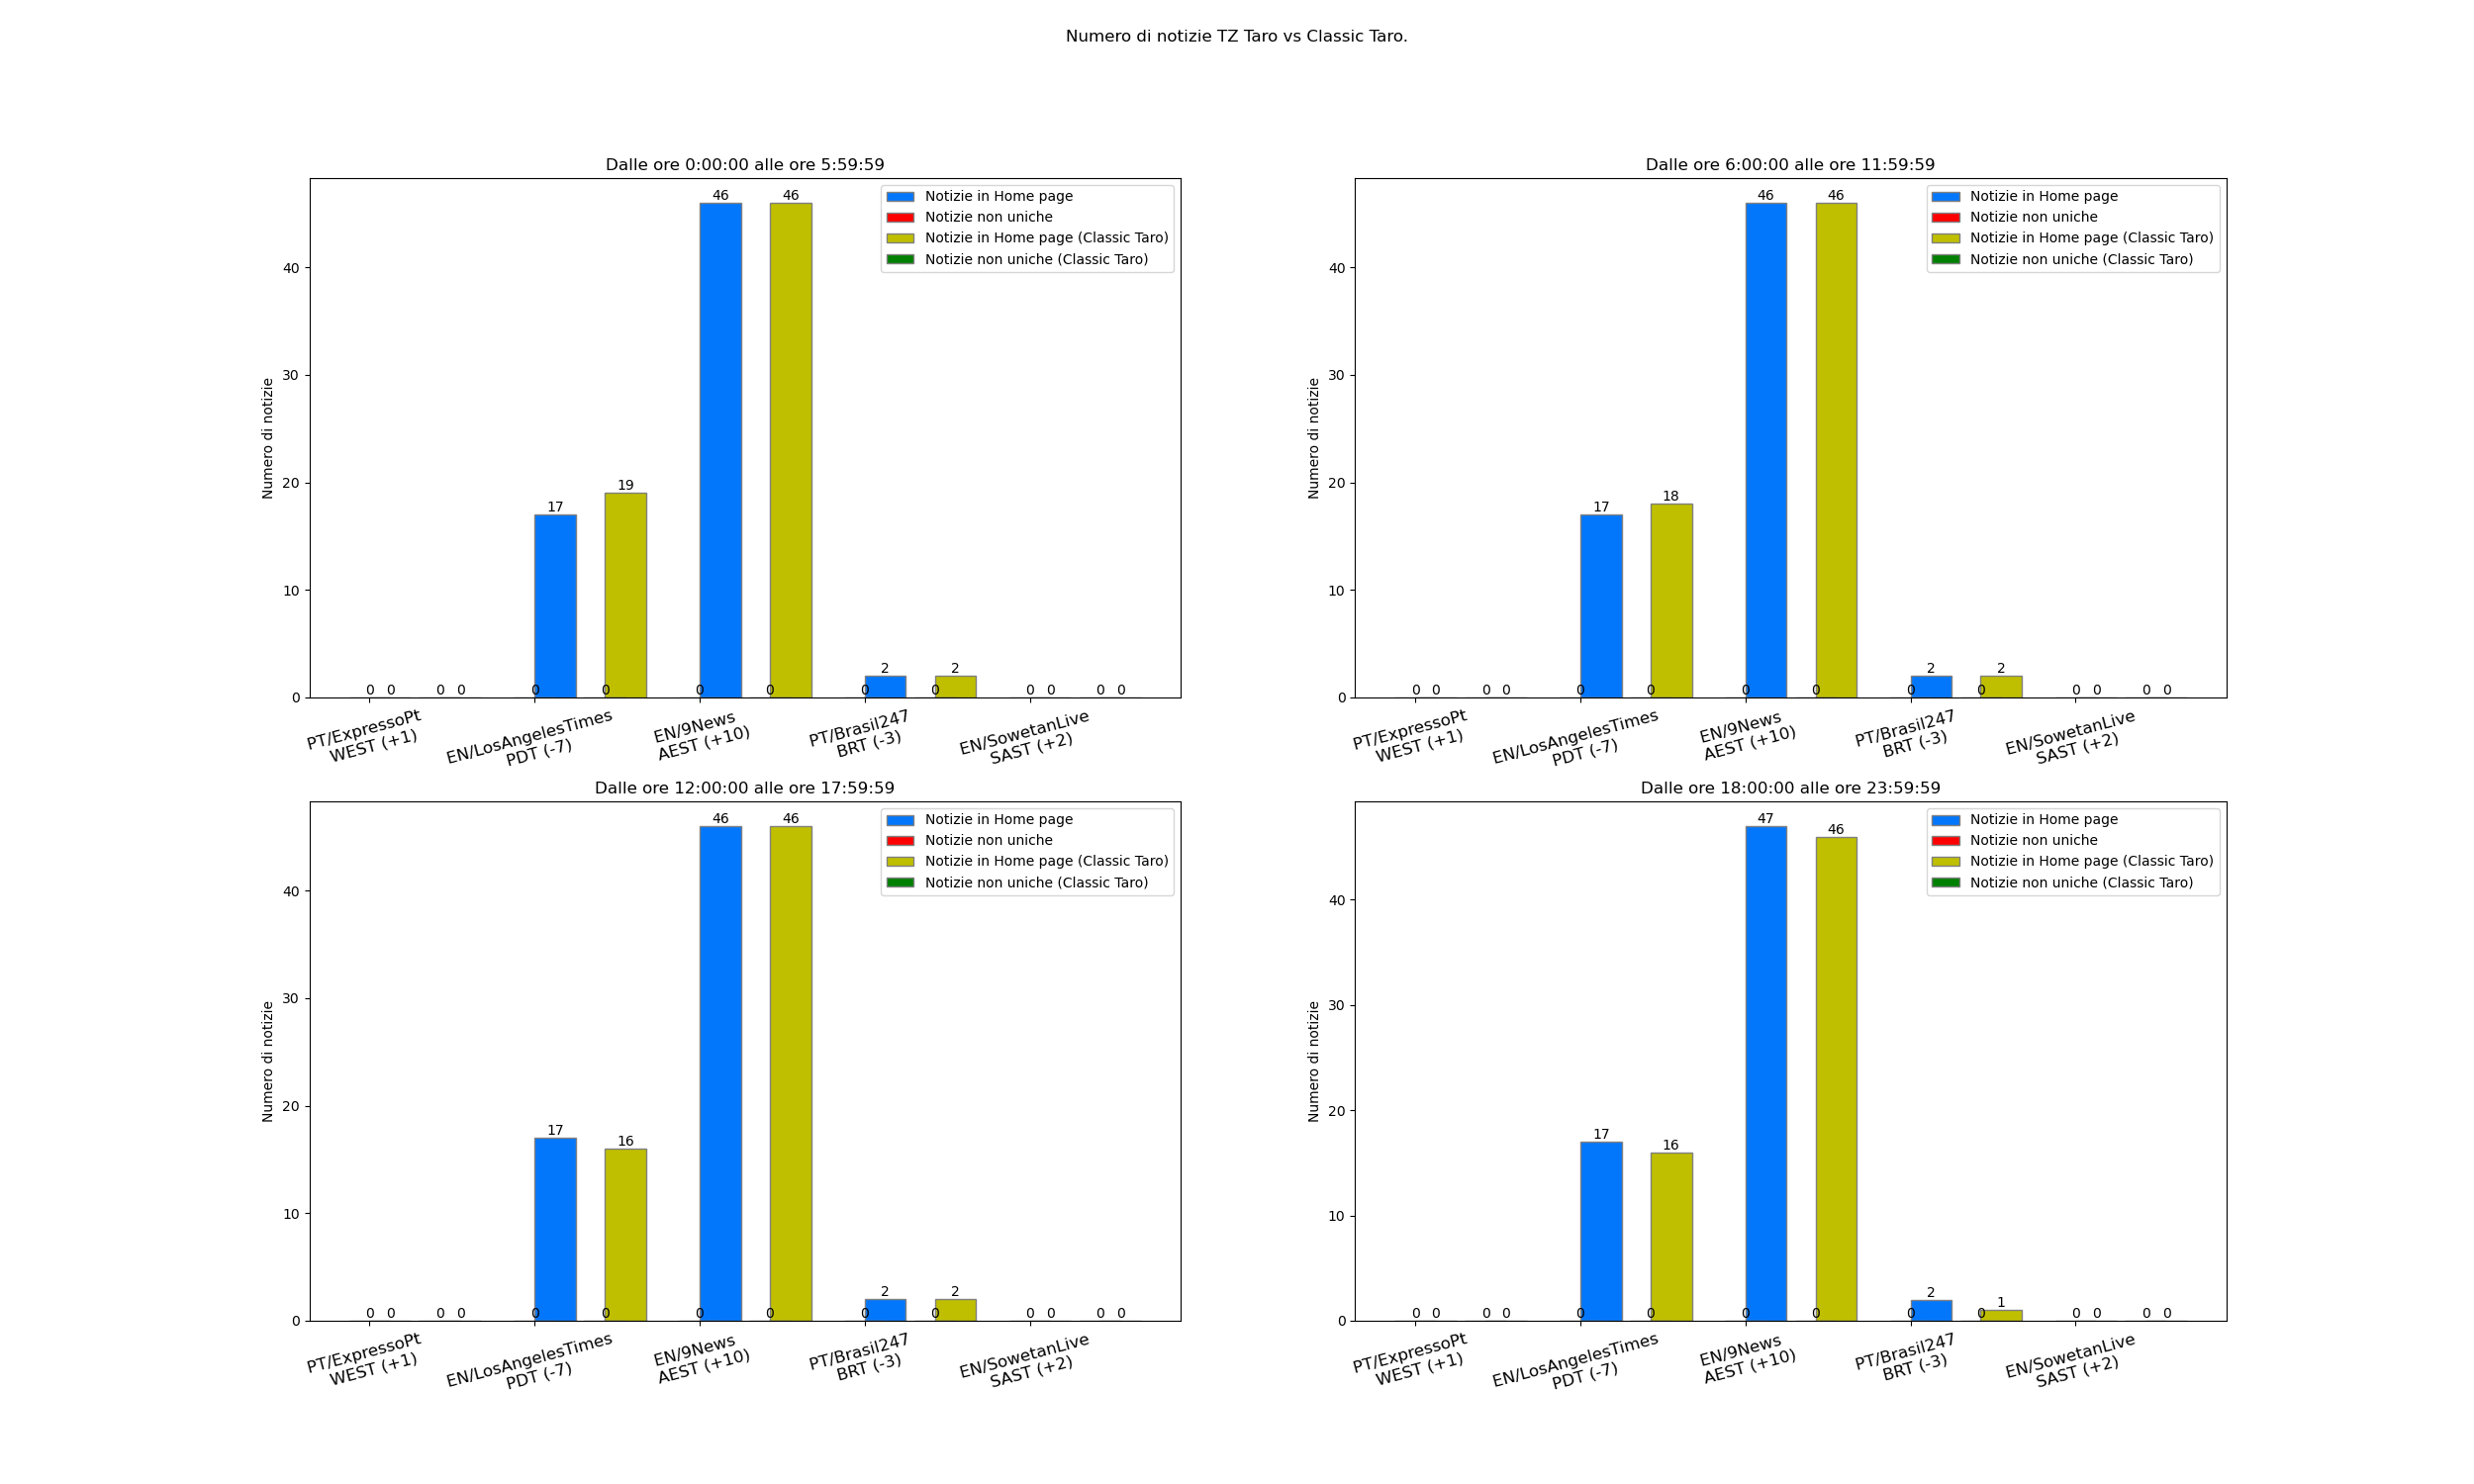 Numero di notizie TZ Taro vs Classic Taro.
Dalle ore 0:00:00 alle ore 5:59:59
Numero di notizie
40
30
20
10
0
Notizie in Home page
Notizie non uniche
Notizie in Home page (Classic Taro)
Notizie non uniche (Classic Taro)
46 46
19
17
2 2
0 0 0 0 0 0 0 0 0 0 0 0 0 0
PT/ExpressoPt
WEST (+1)
EN/LosAngelesTimes
PDT (-7)
EN/9News
AEST (+10)
PT/Brasil247
BRT (-3)
EN/SowetanLive
SAST (+2)
Dalle ore 6:00:00 alle ore 11:59:59
Numero di notizie
40
30
20
10
0
Notizie in Home page
Notizie non uniche
Notizie in Home page (Classic Taro)
Notizie non uniche (Classic Taro)
46 46
18
17
2 2
0 0 0 0 0 0 0 0 0 0 0 0 0 0
PT/ExpressoPt
WEST (+1)
EN/LosAngelesTimes
PDT (-7)
EN/9News
AEST (+10)
PT/Brasil247
BRT (-3)
EN/SowetanLive
SAST (+2)
Dalle ore 12:00:00 alle ore 17:59:59
Numero di notizie
40
30
20
10
0
Notizie in Home page
Notizie non uniche
Notizie in Home page (Classic Taro)
Notizie non uniche (Classic Taro)
46 46
17
16
2 2
0 0 0 0 0 0 0 0 0 0 0 0 0 0
PT/ExpressoPt
WEST (+1)
EN/LosAngelesTimes
PDT (-7)
EN/9News
AEST (+10)
PT/Brasil247
BRT (-3)
EN/SowetanLive
SAST (+2)
Dalle ore 18:00:00 alle ore 23:59:59
Numero di notizie
40
30
20
10
0
Notizie in Home page
Notizie non uniche
Notizie in Home page (Classic Taro)
Notizie non uniche (Classic Taro)
47
46
17
16
2
1
0 0 0 0 0 0 0 0 0 0 0 0 0 0
PT/ExpressoPt
WEST (+1)
EN/LosAngelesTimes
PDT (-7)
EN/9News
AEST (+10)
PT/Brasil247
BRT (-3)
EN/SowetanLive
SAST (+2)